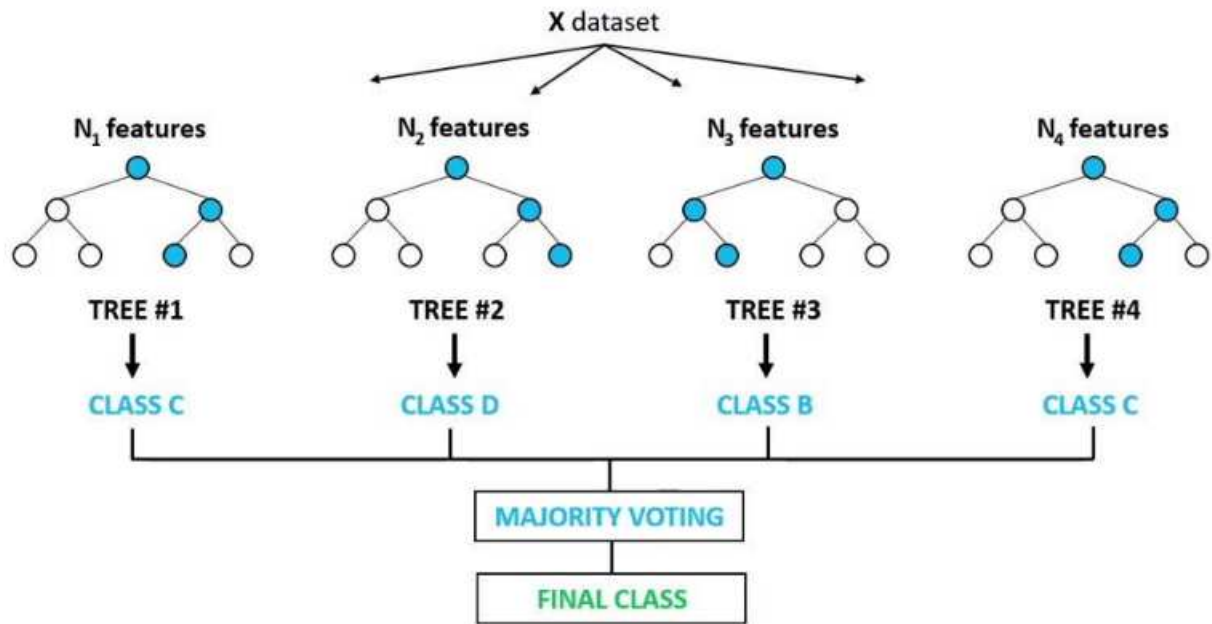 X dataset
N₁ features
N₂ features
N₃ features
N₄ features
TREE #1
TREE #2
TREE #3
TREE #4
CLASS C
CLASS D
CLASS B
CLASS C
MAJORITY VOTING
FINAL CLASS